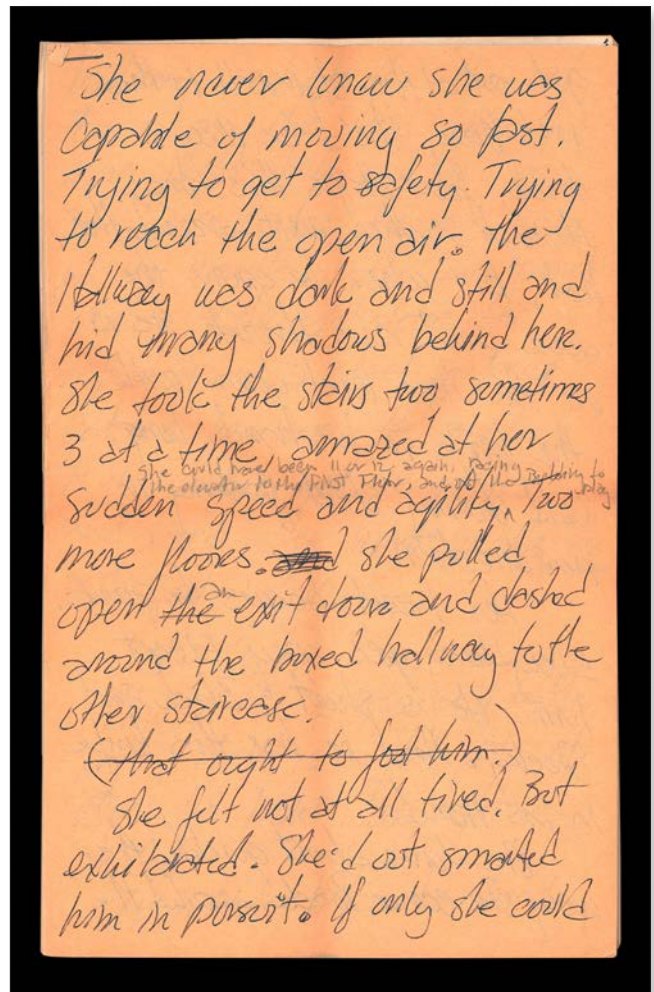 She never knew she was
Capable of moving so fast.
Trying to get to safety. Trying
to reach the open air. The
Hallway was dark and still and
hid many shadows behind her.
She took the stairs two, sometimes
3 at a time, amazed at her
She could have been 11 or 12 again, racing
the elevator to the First Floor, and out the Building to play
sudden speed and agility. Two
more floors. and she pulled
an
open the exit door and dashed
around the boxed hallway to the
other staircase.
(that ought to fool him.)
She felt not at all tired. But
exhilarated. She'd out smarted
him in pursuit. If only she could